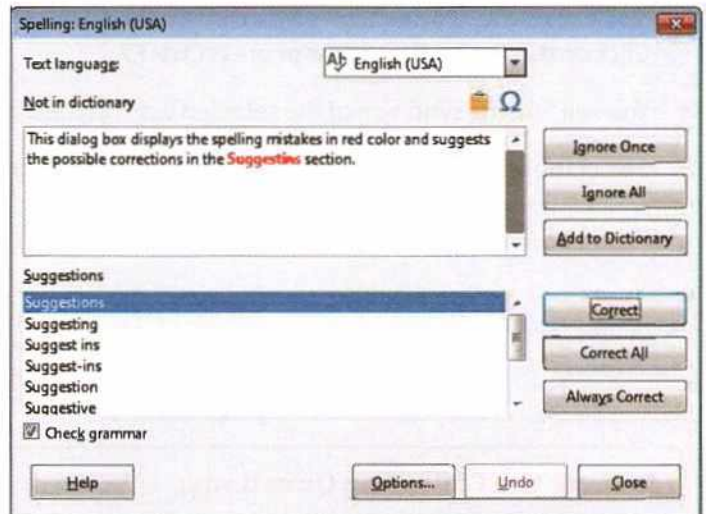 Spelling: English (USA)
Text language: English (USA)
Not in dictionary
This dialog box displays the spelling mistakes in red color and suggests
the possible corrections in the Suggestins section.
Ignore Once
Ignore All
Add to Dictionary
Suggestions
Suggestions
Suggesting
Suggest ins
Suggest-ins
Suggestion
Suggestive
Correct
Correct All
Always Correct
Check grammar
Help
Options...
Undo
Close